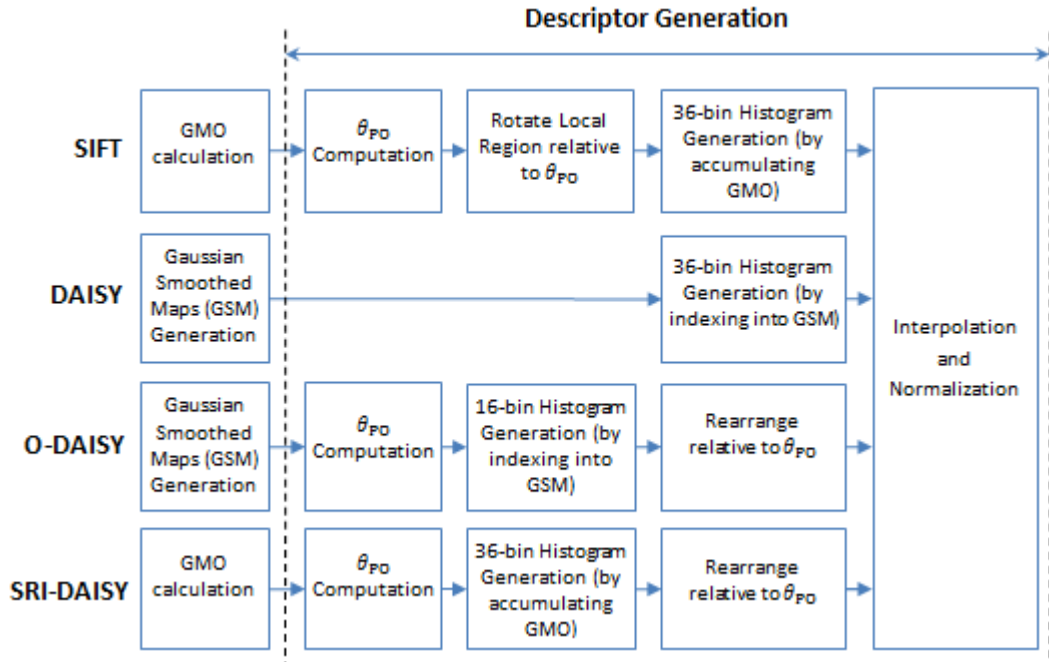 Descriptor Generation
SIFT
GMO
calculation
θPO
Computation
Rotate Local
Region relative
to θPO
36-bin Histogram
Generation (by
accumulating
GMO)
DAISY
Gaussian
Smoothed
Maps (GSM)
Generation
36-bin Histogram
Generation (by
indexing into GSM)
Interpolation
and
Normalization
O-DAISY
Gaussian
Smoothed
Maps (GSM)
Generation
θPO
Computation
16-bin Histogram
Generation (by
indexing into
GSM)
Rearrange
relative to θPO
SRI-DAISY
GMO
calculation
θPO
Computation
36-bin Histogram
Generation (by
accumulating
GMO)
Rearrange
relative to θPO